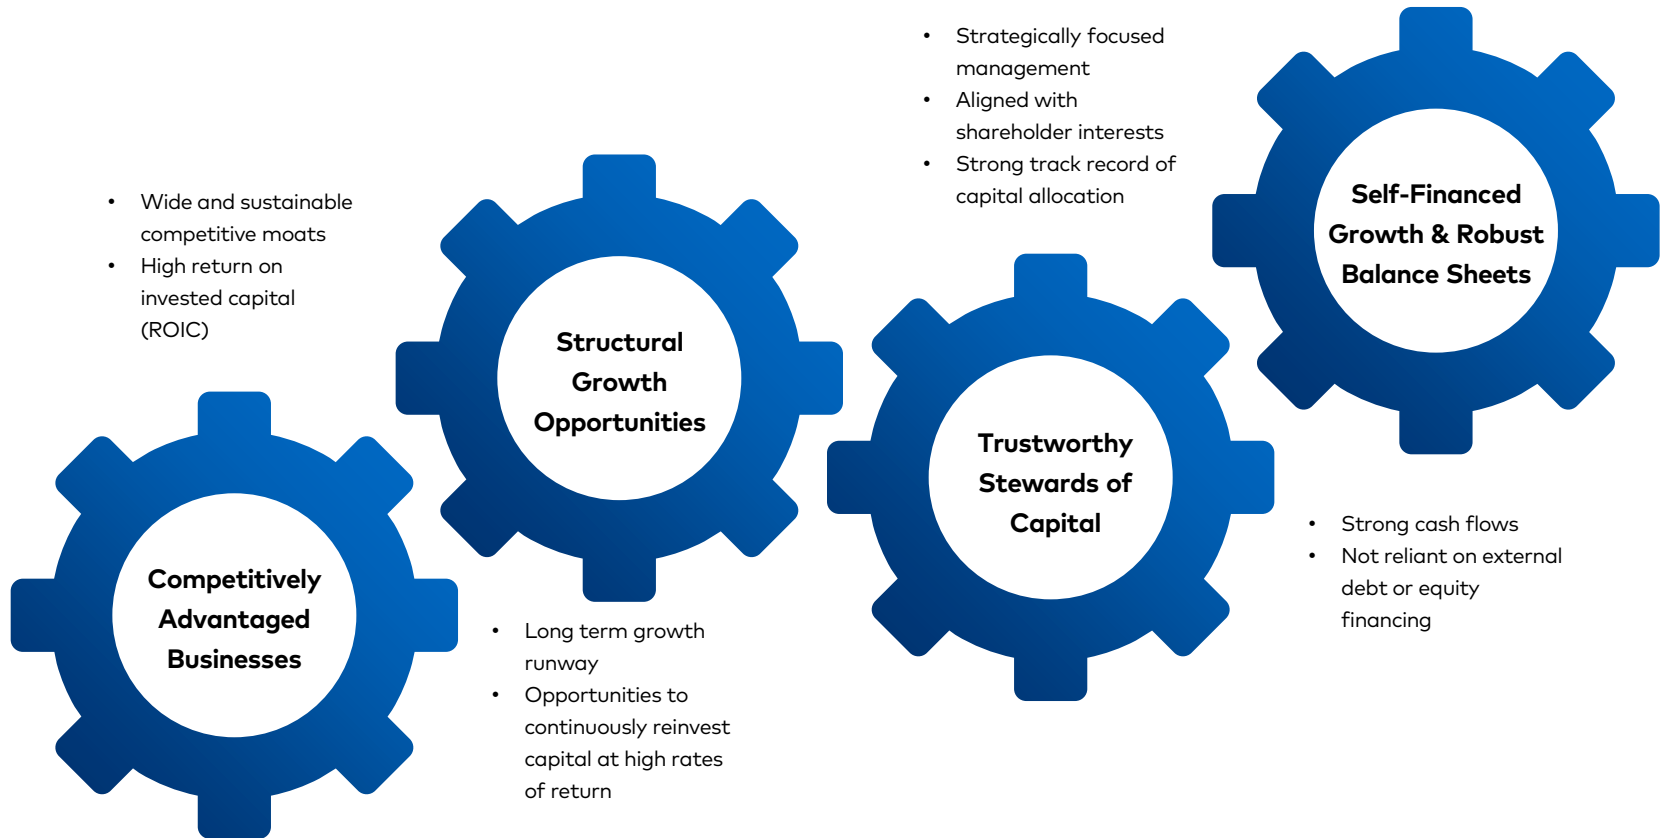 • Wide and sustainable
competitive moats
• High return on
invested capital
(ROIC)
Competitively
Advantaged
Businesses
Structural
Growth
Opportunities
• Long term growth
runway
• Opportunities to
continuously reinvest
capital at high rates
of return
• Strategically focused
management
• Aligned with
shareholder interests
• Strong track record of
capital allocation
Trustworthy
Stewards of
Capital
Self-Financed
Growth & Robust
Balance Sheets
• Strong cash flows
• Not reliant on external
debt or equity
financing